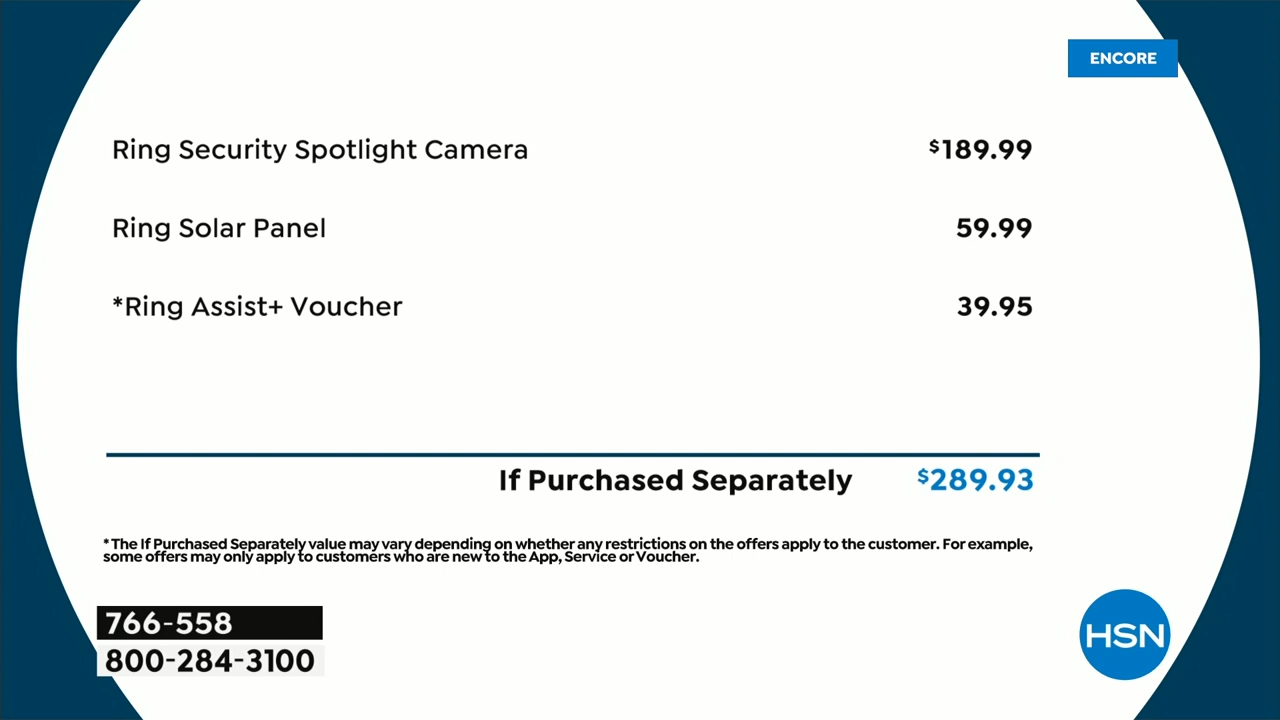 ENCORE
Ring Security Spotlight Camera $189.99
Ring Solar Panel 59.99
*Ring Assist+ Voucher 39.95
If Purchased Separately $289.93
*The If Purchased Separately value may vary depending on whether any restrictions on the offers apply to the customer. For example,
some offers may only apply to customers who are new to the App, Service or Voucher.
766-558
800-284-3100
HSN